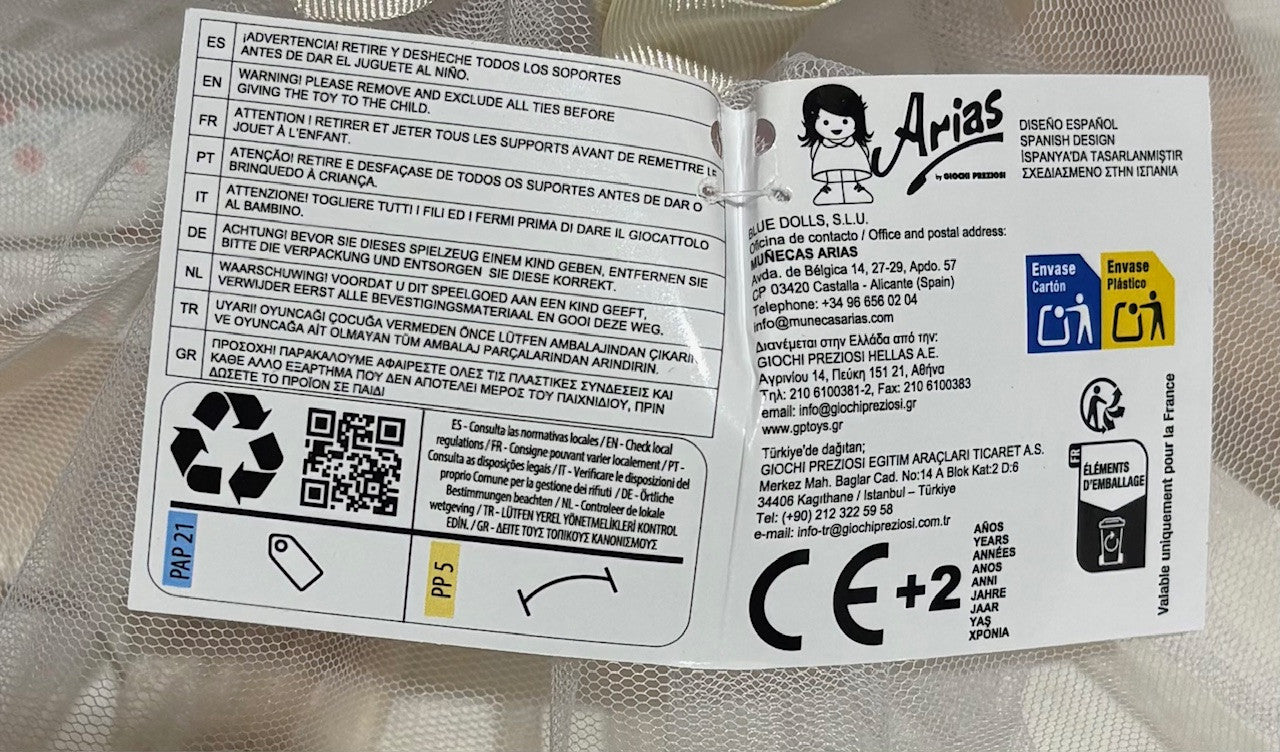 ES ¡ADVERTENCIA! RETIRE Y DESHECHE TODOS LOS SOPORTES
ANTES DE DAR EL JUGUETE AL NIÑO.
EN WARNING! PLEASE REMOVE AND EXCLUDE ALL TIES BEFORE
GIVING THE TOY TO THE CHILD.
FR ATTENTION ! RETIRER ET JETER TOUS LES SUPPORTS AVANT DE REMETTRE LE
JOUET À L'ENFANT.
PT ATENÇÃO! RETIRE E DESFAÇASE DE TODOS OS SUPORTES ANTES DE DAR O
BRINQUEDO À CRIANÇA.
IT ATTENZIONE! TOGLIERE TUTTI I FILI ED I FERMI PRIMA DI DARE IL GIOCATTOLO
AL BAMBINO.
DE ACHTUNG! BEVOR SIE DIESES SPIELZEUG EINEM KIND GEBEN, ENTFERNEN SIE
BITTE DIE VERPACKUNG UND ENTSORGEN SIE DIESE KORREKT.
NL WAARSCHUWING! VOORDAT U DIT SPEELGOED AAN EEN KIND GEEFT,
VERWIJDER EERST ALLE BEVESTIGINGSMATERIAAL EN GOOI DEZE WEG.
TR UYARI! OYUNCAĞI ÇOCUĞA VERMEDEN ÖNCE LÜTFEN AMBALAJINDAN ÇIKARIN
VE OYUNCAĞA AİT OLMAYAN TÜM AMBALAJ PARÇALARINDAN ARINDIRIN.
GR ΠΡΟΣΟΧΗ! ΠΑΡΑΚΑΛΟΥΜΕ ΑΦΑΙΡΕΣΤΕ ΟΛΕΣ ΤΙΣ ΠΛΑΣΤΙΚΕΣ ΣΥΝΔΕΣΕΙΣ ΚΑΙ
ΚΑΘΕ ΑΛΛΟ ΕΞΑΡΤΗΜΑ ΠΟΥ ΔΕΝ ΑΠΟΤΕΛΕΙ ΜΕΡΟΣ ΤΟΥ ΠΑΙΧΝΙΔΙΟΥ, ΠΡΙΝ
ΔΩΣΕΤΕ ΤΟ ΠΡΟΪΟΝ ΣΕ ΠΑΙΔΙ
ES - Consulta las normativas locales / EN - Check local
regulations / FR - Consigne pouvant varier localement / PT -
Consulta as disposições legais / IT - Verificare le disposizioni del
proprio Comune per la gestione dei rifiuti / DE - Örtliche
Bestimmungen beachten / NL - Controleer de lokale
wetgeving / TR - LÜTFEN YEREL YÖNETMELİKLERİ KONTROL
EDİN. / GR - ΔΕΙΤΕ ΤΟΥΣ ΤΟΠΙΚΟΥΣ ΚΑΝΟΝΙΣΜΟΥΣ
PAP 21
PP 5
Arias
by GIOCHI PREZIOSI
DISEÑO ESPAÑOL
SPANISH DESIGN
İSPANYA'DA TASARLANMIŞTIR
ΣΧΕΔΙΑΣΜΕΝΟ ΣΤΗΝ ΙΣΠΑΝΙΑ
BLUE DOLLS, S.L.U.
Oficina de contacto / Office and postal address:
MUÑECAS ARIAS
Avda. de Bélgica 14, 27-29, Apdo. 57
CP 03420 Castalla - Alicante (Spain)
Telephone: +34 96 656 02 04
info@munecasarias.com
Διανέμεται στην Ελλάδα από την:
GIOCHI PREZIOSI HELLAS A.E.
Αγρινίου 14, Πεύκη 151 21, Αθήνα
Τηλ: 210 6100381-2, Fax: 210 6100383
email: info@giochipreziosi.gr
www.gptoys.gr
Türkiye'de dağıtan;
GIOCHI PREZIOSI EGITIM ARAÇLARI TICARET A.S.
Merkez Mah. Baglar Cad. No:14 A Blok Kat:2 D:6
34406 Kagıthane / Istanbul – Türkiye
Tel: (+90) 212 322 59 58
e-mail: info-tr@giochipreziosi.com.tr
CE +2
AÑOS
YEARS
ANNÉES
ANOS
ANNI
JAHRE
JAAR
YAŞ
ΧΡΟΝΙΑ
Envase
Cartón
Envase
Plástico
FR
ÉLÉMENTS
D'EMBALLAGE
Valable uniquement pour la France